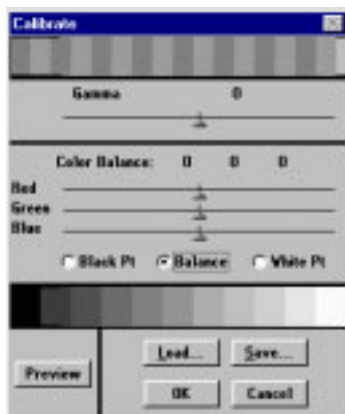 Calibrate
Gamma 0
Color Balance: 0 0 0
Red
Green
Blue
Black Pt Balance White Pt
Load... Save...
Preview
OK Cancel